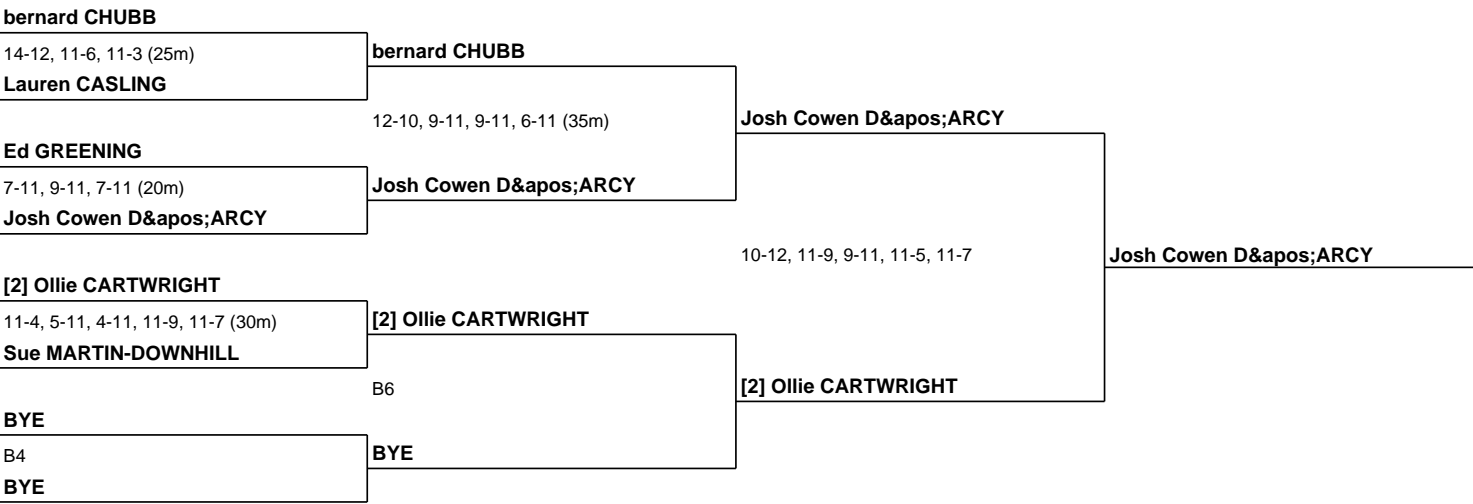 bernard CHUBB
14-12, 11-6, 11-3 (25m)
Lauren CASLING
Ed GREENING
7-11, 9-11, 7-11 (20m)
Josh Cowen D&apos;ARCY
[2] Ollie CARTWRIGHT
11-4, 5-11, 4-11, 11-9, 11-7 (30m)
Sue MARTIN-DOWNHILL
BYE
B4
BYE
bernard CHUBB
12-10, 9-11, 9-11, 6-11 (35m)
Josh Cowen D&apos;ARCY
[2] Ollie CARTWRIGHT
B6
BYE
Josh Cowen D&apos;ARCY
10-12, 11-9, 9-11, 11-5, 11-7
[2] Ollie CARTWRIGHT
Josh Cowen D&apos;ARCY